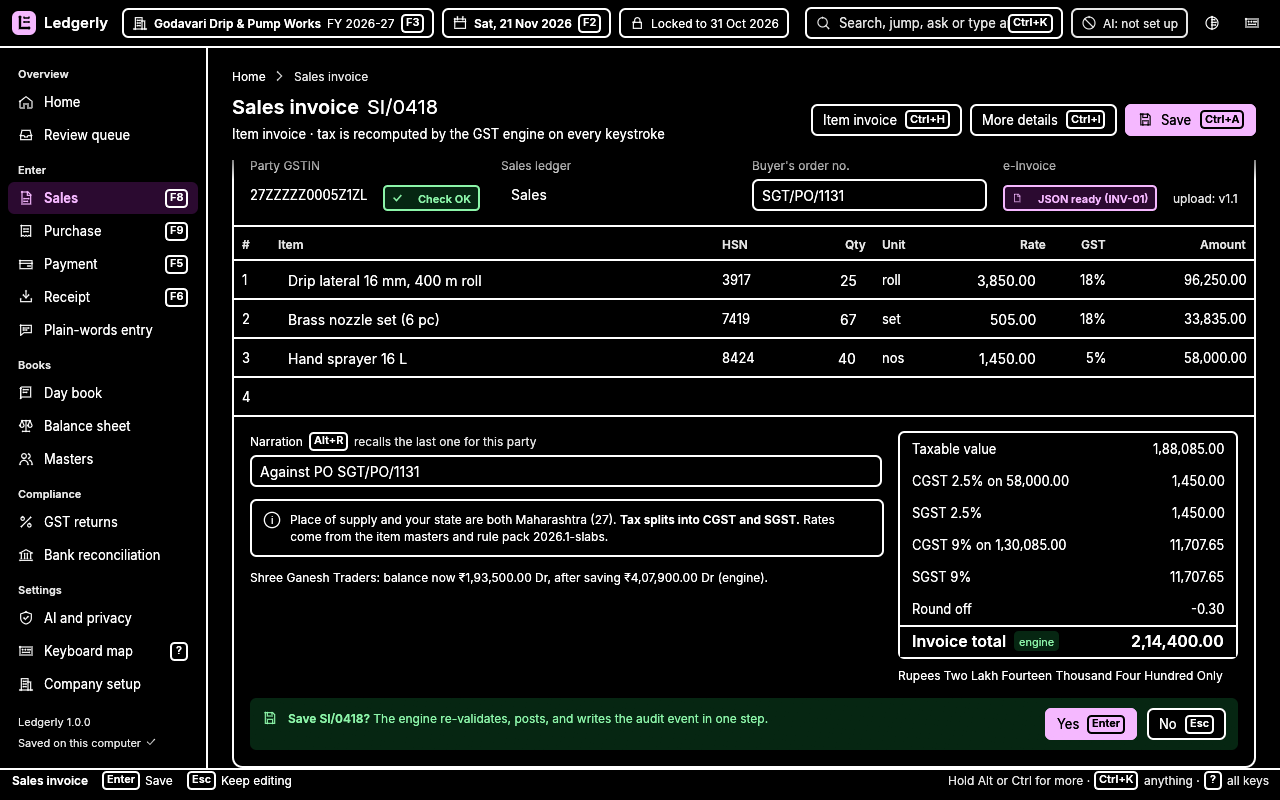 Ledgerly
Godavari Drip & Pump Works FY 2026-27 F3
Sat, 21 Nov 2026 F2
Locked to 31 Oct 2026
Search, jump, ask or type a Ctrl+K
AI: not set up
Overview
Home
Review queue
Enter
Sales F8
Purchase F9
Payment F5
Receipt F6
Plain-words entry
Books
Day book
Balance sheet
Masters
Compliance
GST returns
Bank reconciliation
Settings
AI and privacy
Keyboard map ?
Company setup
Ledgerly 1.0.0
Saved on this computer
Home > Sales invoice
Sales invoice SI/0418
Item invoice · tax is recomputed by the GST engine on every keystroke
Item invoice Ctrl+H
More details Ctrl+I
Save Ctrl+A
Party GSTIN Sales ledger Buyer's order no. e-Invoice
27ZZZZZ0005Z1ZL Check OK Sales SGT/PO/1131 JSON ready (INV-01) upload: v1.1
# Item HSN Qty Unit Rate GST Amount
1 Drip lateral 16 mm, 400 m roll 3917 25 roll 3,850.00 18% 96,250.00
2 Brass nozzle set (6 pc) 7419 67 set 505.00 18% 33,835.00
3 Hand sprayer 16 L 8424 40 nos 1,450.00 5% 58,000.00
4
Narration Alt+R recalls the last one for this party
Against PO SGT/PO/1131
Place of supply and your state are both Maharashtra (27). Tax splits into CGST and SGST. Rates
come from the item masters and rule pack 2026.1-slabs.
Shree Ganesh Traders: balance now ₹1,93,500.00 Dr, after saving ₹4,07,900.00 Dr (engine).
Taxable value 1,88,085.00
CGST 2.5% on 58,000.00 1,450.00
SGST 2.5% 1,450.00
CGST 9% on 1,30,085.00 11,707.65
SGST 9% 11,707.65
Round off -0.30
Invoice total engine 2,14,400.00
Rupees Two Lakh Fourteen Thousand Four Hundred Only
Save SI/0418? The engine re-validates, posts, and writes the audit event in one step.
Yes Enter
No Esc
Sales invoice Enter Save Esc Keep editing
Hold Alt or Ctrl for more · Ctrl+K anything · ? all keys